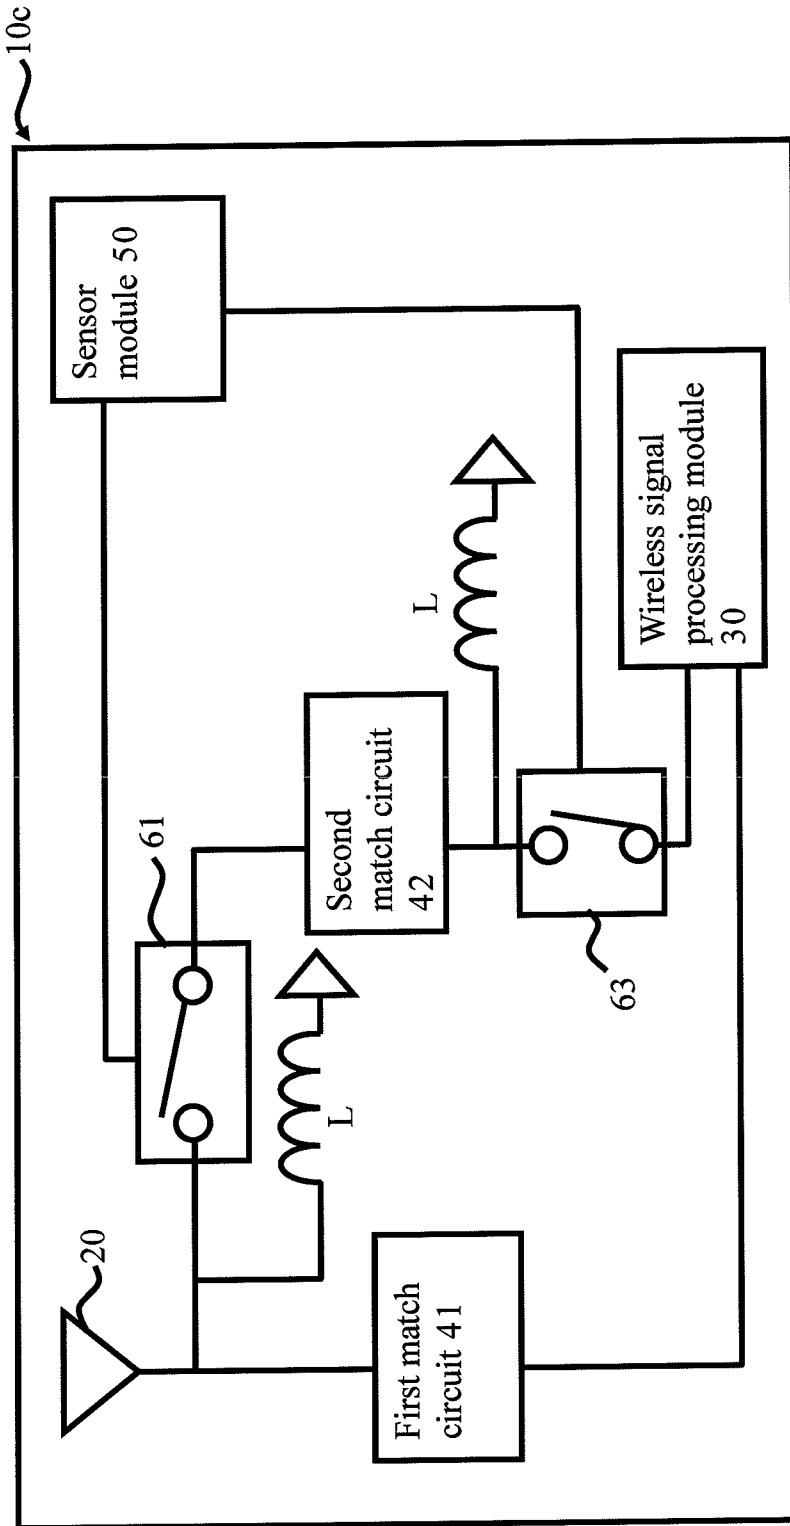 10c
Sensor
module 50
61
20
L
Second
match circuit
42
L
First match
circuit 41
63
Wireless signal
processing module
30